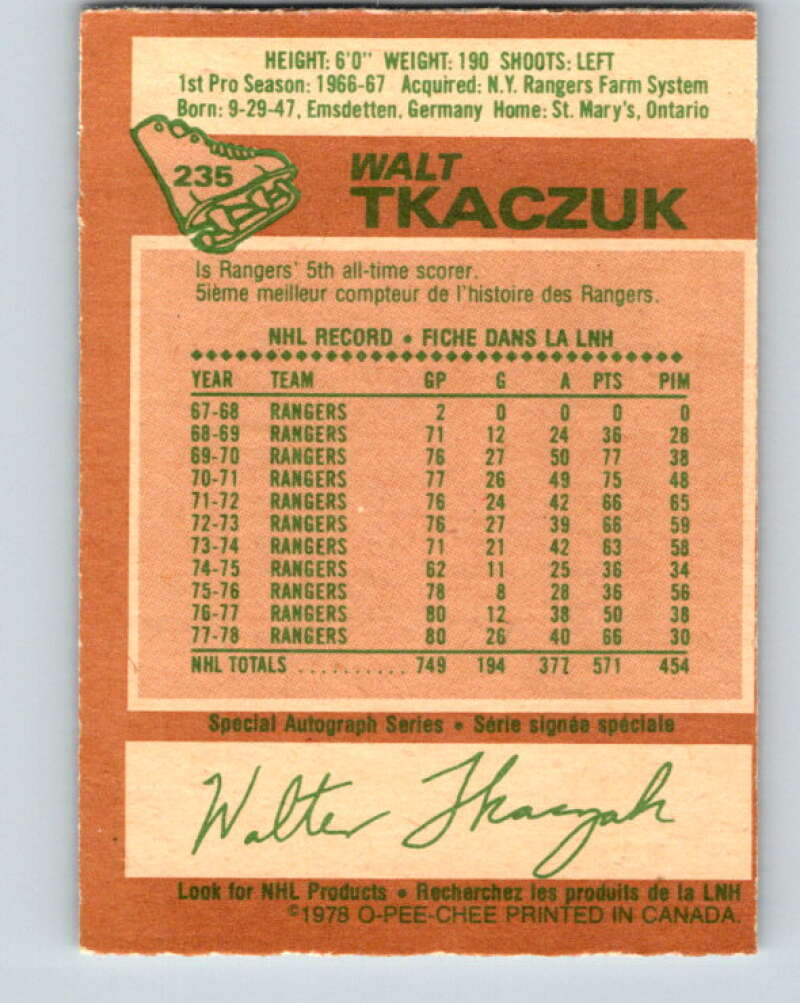 HEIGHT: 6'0" WEIGHT: 190 SHOOTS: LEFT
1st Pro Season: 1966-67 Acquired: N.Y. Rangers Farm System
Born: 9-29-47, Emsdetten, Germany Home: St. Mary's, Ontario
235
WALT
TKACZUK
Is Rangers' 5th all-time scorer.
5ième meilleur compteur de l'histoire des Rangers.
NHL RECORD • FICHE DANS LA LNH
YEAR TEAM GP G A PTS PIM
67-68 RANGERS 2 0 0 0 0
68-69 RANGERS 71 12 24 36 28
69-70 RANGERS 76 27 50 77 38
70-71 RANGERS 77 26 49 75 48
71-72 RANGERS 76 24 42 66 65
72-73 RANGERS 76 27 39 66 59
73-74 RANGERS 71 21 42 63 58
74-75 RANGERS 62 11 25 36 34
75-76 RANGERS 78 8 28 36 56
76-77 RANGERS 80 12 38 50 38
77-78 RANGERS 80 26 40 66 30
NHL TOTALS .......... 749 194 377 571 454
Special Autograph Series • Série signée spéciale
Walter Tkaczuk
Look for NHL Products • Recherchez les produits de la LNH
©1978 O-PEE-CHEE PRINTED IN CANADA.